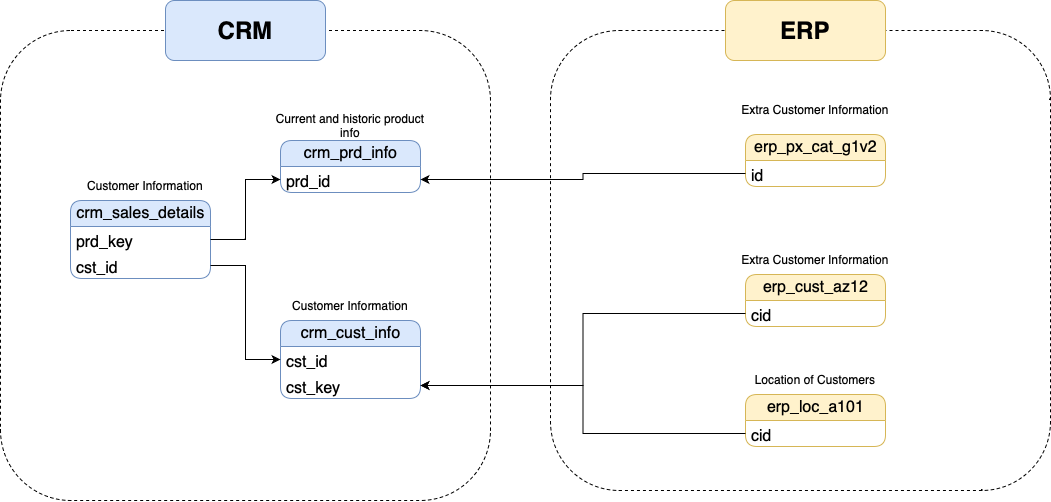 CRM
ERP
Current and historic product
info
crm_prd_info
prd_id
Customer Information
crm_sales_details
prd_key
cst_id
Customer Information
crm_cust_info
cst_id
cst_key
Extra Customer Information
erp_px_cat_g1v2
id
Extra Customer Information
erp_cust_az12
cid
Location of Customers
erp_loc_a101
cid